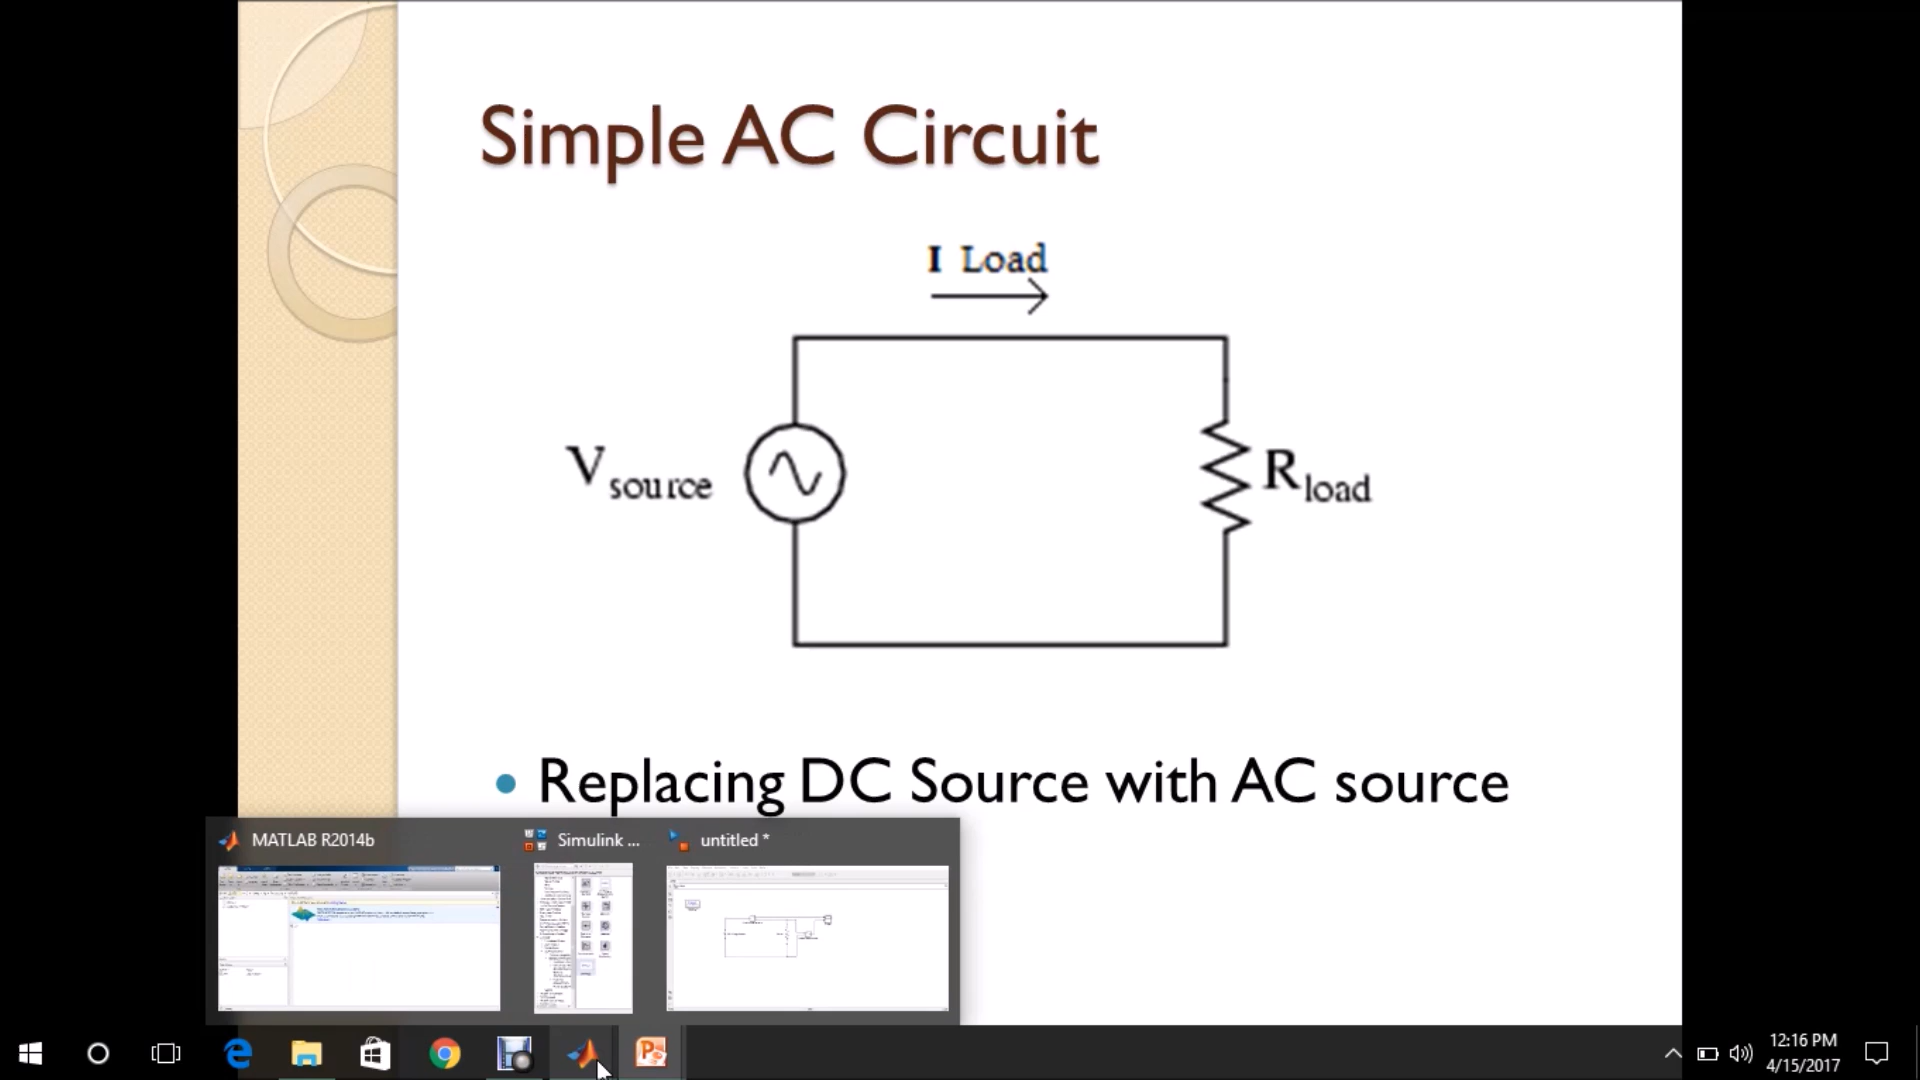 Simple AC Circuit
I Load
V source
R load
Replacing DC Source with AC source
MATLAB R2014b
Simulink ...
untitled *
12:16 PM
4/15/2017